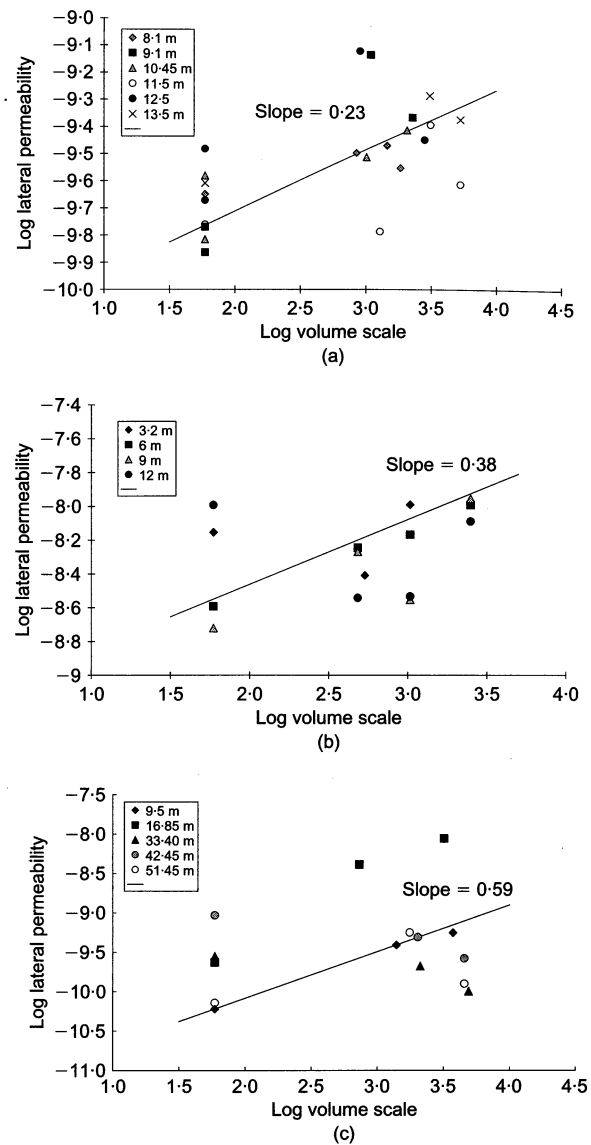 −9·0
−9·1
−9·2
−9·3
−9·4
−9·5
−9·6
−9·7
−9·8
−9·9
−10·0
Log lateral permeability
8·1 m
9·1 m
10·45 m
11·5 m
12·5
13·5 m
Slope = 0·23
1·0 1·5 2·0 2·5 3·0 3·5 4·0 4·5
Log volume scale
(a)
−7·4
−7·6
−7·8
−8·0
−8·2
−8·4
−8·6
−8·8
−9
Log lateral permeability
3·2 m
6 m
9 m
12 m
Slope = 0·38
1·0 1·5 2·0 2·5 3·0 3·5 4·0
Log volume scale
(b)
−7·5
−8·0
−8·5
−9·0
−9·5
−10·0
−10·5
−11·0
Log lateral permeability
9·5 m
16·85 m
33·40 m
42·45 m
51·45 m
Slope = 0·59
1·0 1·5 2·0 2·5 3·0 3·5 4·0 4·5
Log volume scale
(c)